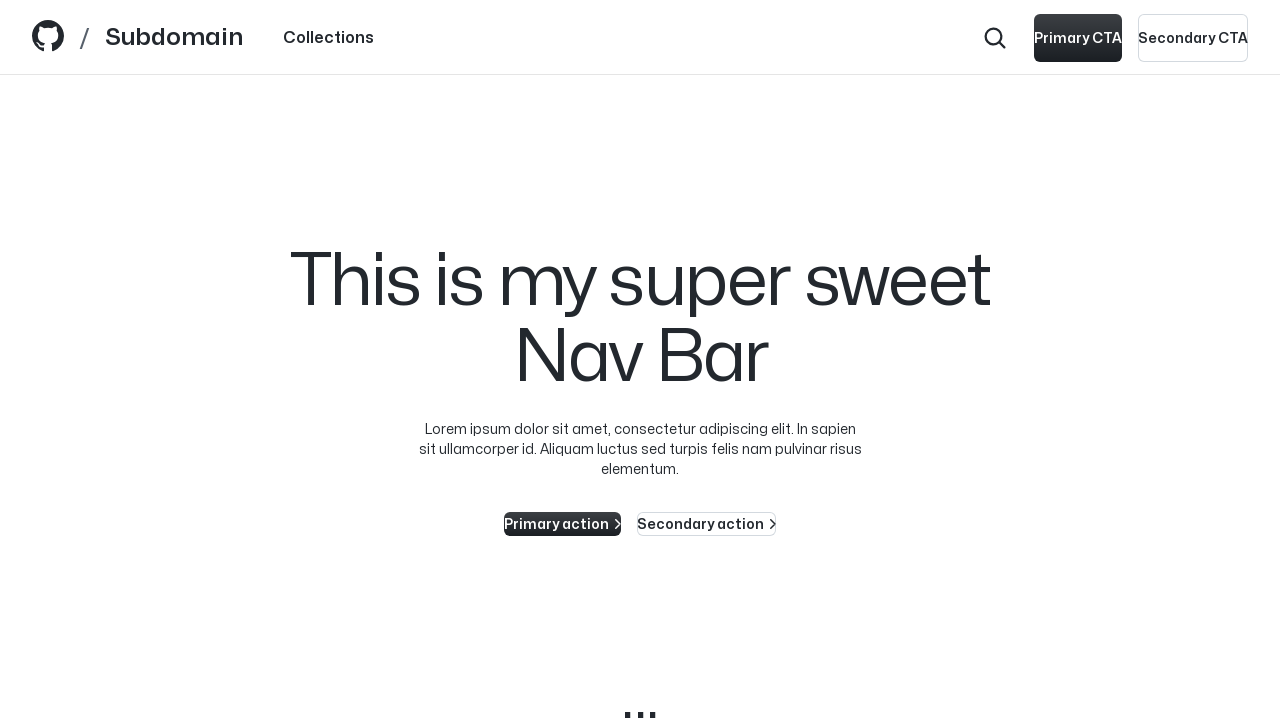 / Subdomain Collections Primary CTA Secondary CTA
This is my super sweet
Nav Bar
Lorem ipsum dolor sit amet, consectetur adipiscing elit. In sapien
sit ullamcorper id. Aliquam luctus sed turpis felis nam pulvinar risus
elementum.
Primary action Secondary action